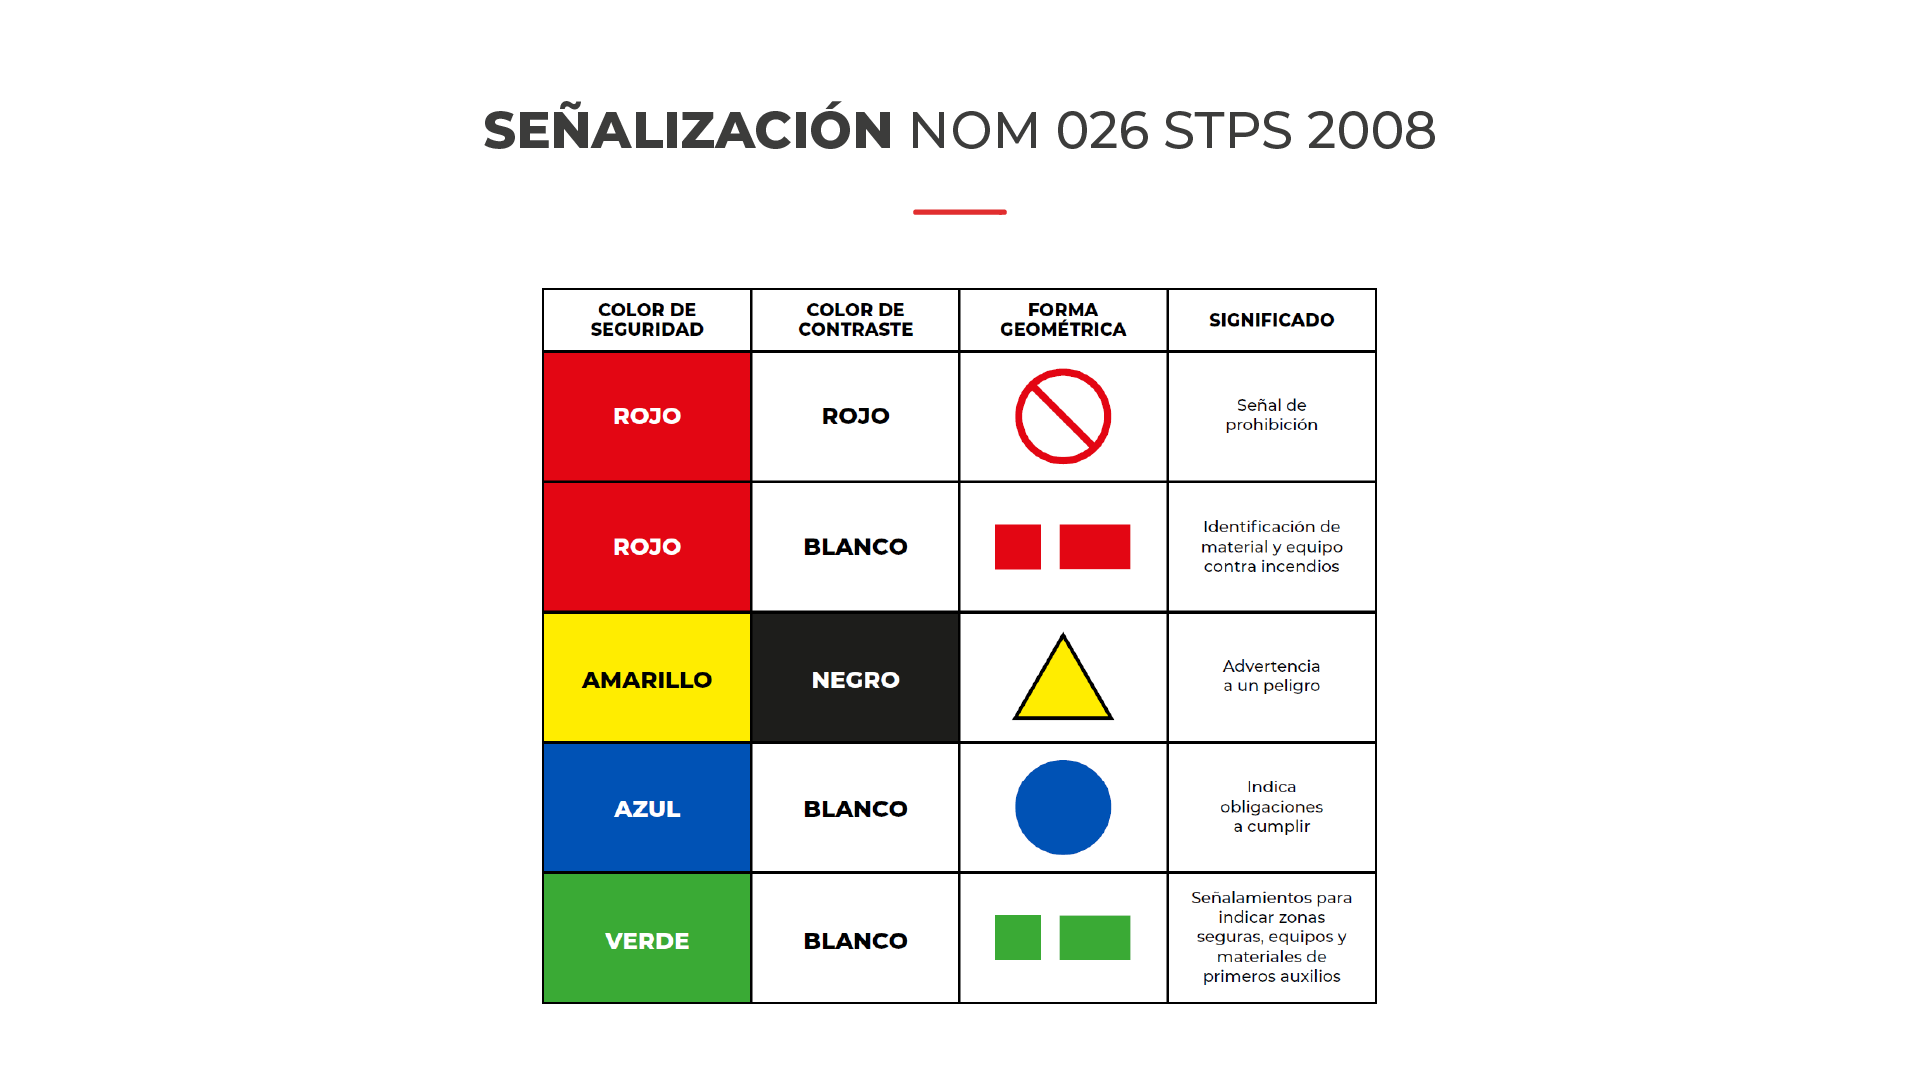 SEÑALIZACIÓN NOM 026 STPS 2008
COLOR DE
SEGURIDAD
COLOR DE
CONTRASTE
FORMA
GEOMÉTRICA
SIGNIFICADO
ROJO
ROJO
Señal de
prohibición
ROJO
BLANCO
Identificación de
material y equipo
contra incendios
AMARILLO
NEGRO
Advertencia
a un peligro
AZUL
BLANCO
Indica
obligaciones
a cumplir
VERDE
BLANCO
Señalamientos para
indicar zonas
seguras, equipos y
materiales de
primeros auxilios